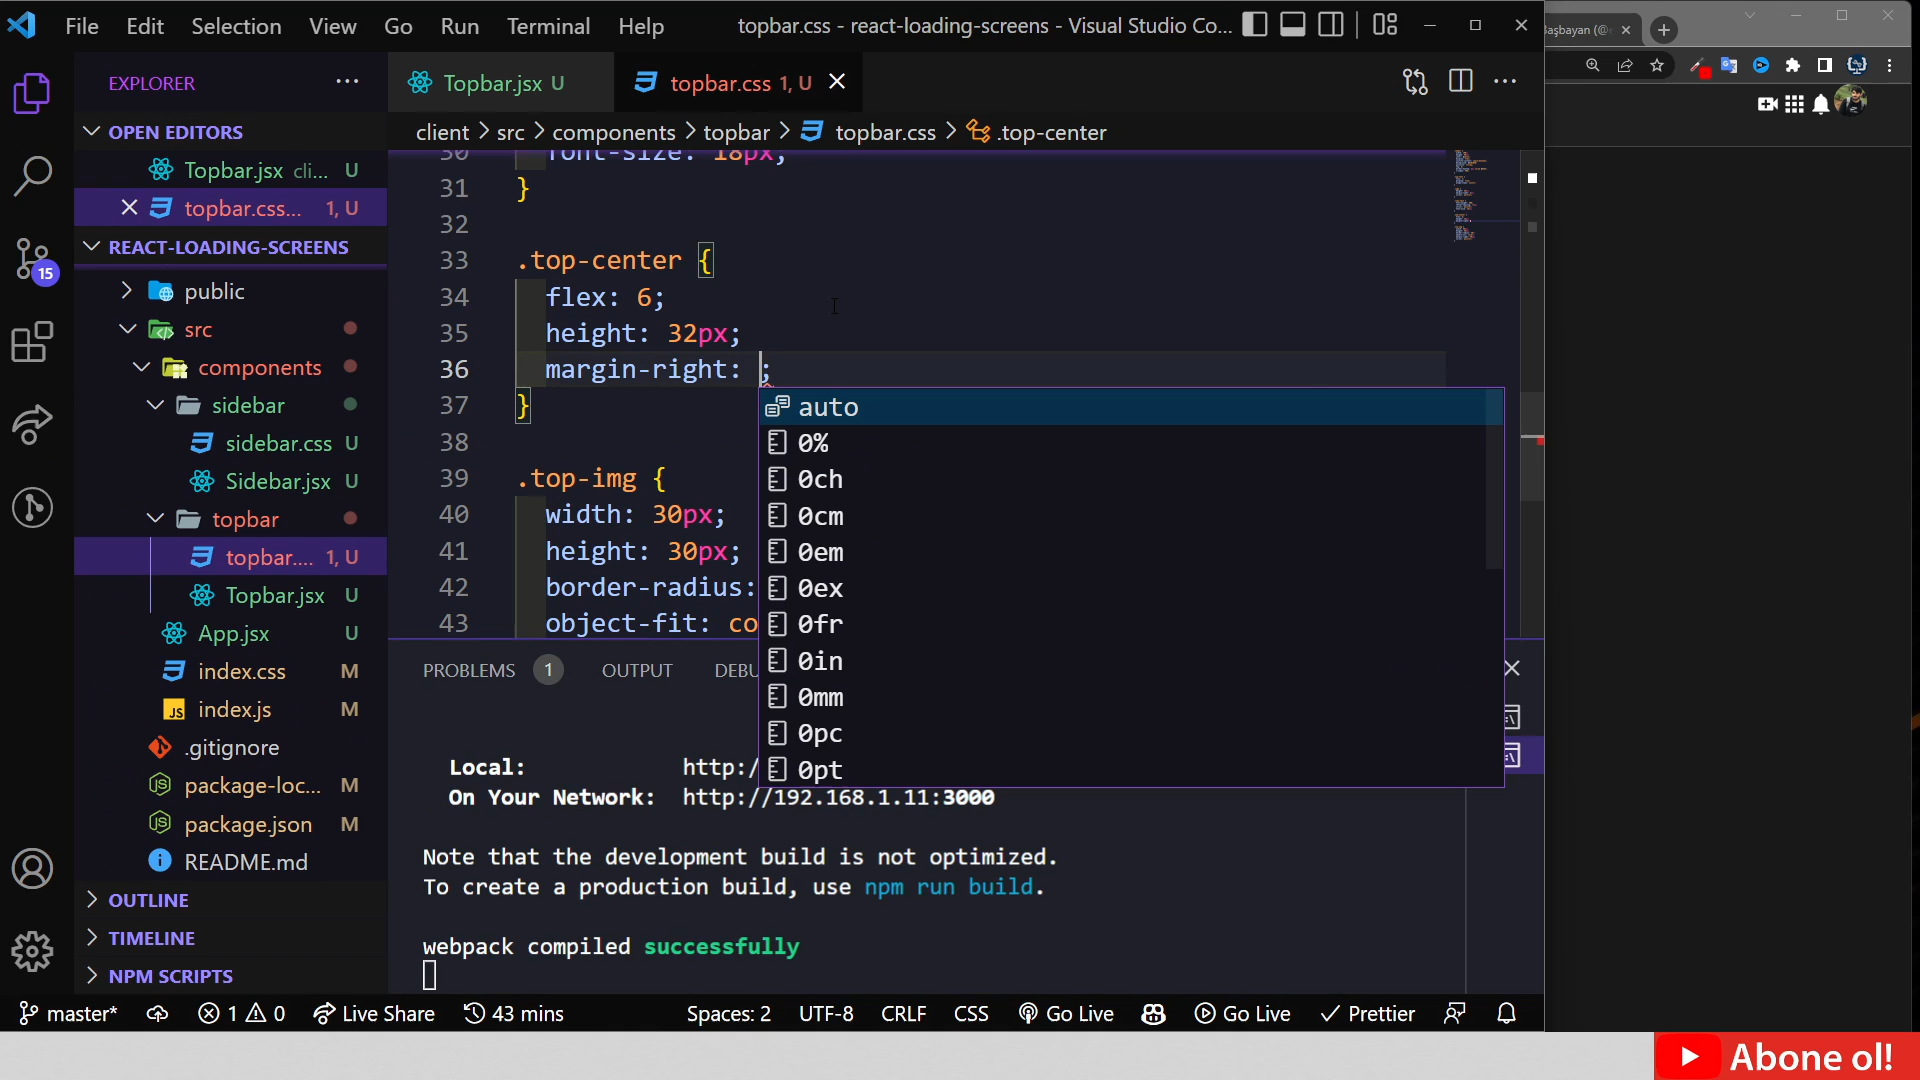 File Edit Selection View Go Run Terminal Help topbar.css - react-loading-screens - Visual Studio Co...
EXPLORER
OPEN EDITORS
Topbar.jsx cli... U
topbar.css... 1, U
REACT-LOADING-SCREENS
public
src
components
sidebar
sidebar.css U
Sidebar.jsx U
topbar
topbar.... 1, U
Topbar.jsx U
App.jsx U
index.css M
index.js M
.gitignore
package-loc... M
package.json M
README.md
OUTLINE
TIMELINE
NPM SCRIPTS
15
Topbar.jsx U topbar.css 1, U
client > src > components > topbar > topbar.css > .top-center
30 font-size: 18px;
31 }
32
33 .top-center {
34 flex: 6;
35 height: 32px;
36 margin-right: ;
37 }
38
39 .top-img {
40 width: 30px;
41 height: 30px;
42 border-radius:
43 object-fit: co
auto
0%
0ch
0cm
0em
0ex
0fr
0in
0mm
0pc
0pt
PROBLEMS 1 OUTPUT DEBU
Local: http:/
On Your Network: http://192.168.1.11:3000
Note that the development build is not optimized.
To create a production build, use npm run build.
webpack compiled successfully
master* 1 0 Live Share 43 mins Spaces: 2 UTF-8 CRLF CSS Go Live Go Live Prettier
Abone ol!